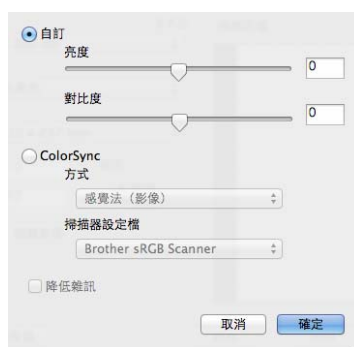 自訂
亮度
0
對比度
0
ColorSync
方式
感覺法（影像）
掃描器設定檔
Brother sRGB Scanner
降低雜訊
取消 確定